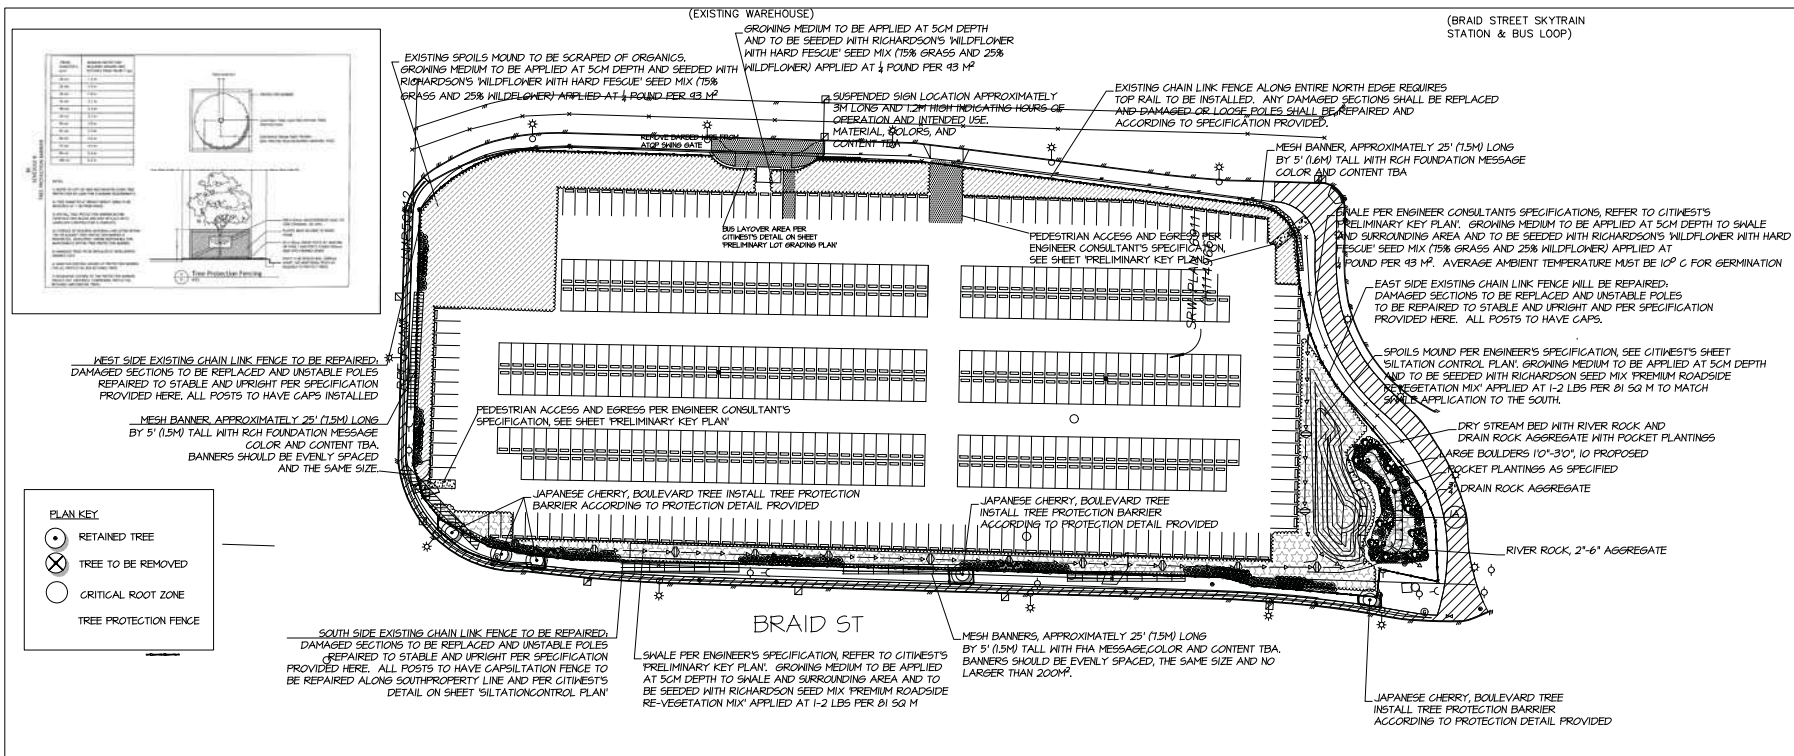 (EXISTING WAREHOUSE)
(BRAID STREET SKYTRAIN
STATION & BUS LOOP)
Tree Protection Fencing
EXISTING SPOILS MOUND TO BE SCRAPED OF ORGANICS.
GROWING MEDIUM TO BE APPLIED AT 5CM DEPTH AND SEEDED WITH
RICHARDSON'S 'WILDFLOWER WITH HARD FESCUE' SEED MIX (75%
GRASS AND 25% WILDFLOWER) APPLIED AT ¼ POUND PER 93 M²
GROWING MEDIUM TO BE APPLIED AT 5CM DEPTH
AND TO BE SEEDED WITH RICHARDSON'S 'WILDFLOWER
WITH HARD FESCUE' SEED MIX (75% GRASS AND 25%
WILDFLOWER) APPLIED AT ¼ POUND PER 93 M²
SUSPENDED SIGN LOCATION APPROXIMATELY
3M LONG AND 1.2M HIGH INDICATING HOURS OF
OPERATION AND INTENDED USE.
MATERIAL, COLORS, AND
CONTENT TBA
REMOVE BARBED WIRE FROM
ATOP SWING GATE
EXISTING CHAIN LINK FENCE ALONG ENTIRE NORTH EDGE REQUIRES
TOP RAIL TO BE INSTALLED. ANY DAMAGED SECTIONS SHALL BE REPLACED
AND DAMAGED OR LOOSE POLES SHALL BE REPAIRED AND
ACCORDING TO SPECIFICATION PROVIDED.
MESH BANNER, APPROXIMATELY 25' (7.5M) LONG
BY 5' (1.6M) TALL WITH RCH FOUNDATION MESSAGE
COLOR AND CONTENT TBA
SWALE PER ENGINEER CONSULTANTS SPECIFICATIONS, REFER TO CITIWEST'S
'PRELIMINARY KEY PLAN'. GROWING MEDIUM TO BE APPLIED AT 5CM DEPTH TO SWALE
AND SURROUNDING AREA AND TO BE SEEDED WITH RICHARDSON'S 'WILDFLOWER WITH HARD
FESCUE' SEED MIX (75% GRASS AND 25% WILDFLOWER) APPLIED AT
¼ POUND PER 93 M². AVERAGE AMBIENT TEMPERATURE MUST BE 10⁰ C FOR GERMINATION
BUS LAYOVER AREA PER
CITIWEST'S DETAIL ON SHEET
'PRELIMINARY LOT GRADING PLAN'
PEDESTRIAN ACCESS AND EGRESS PER
ENGINEER CONSULTANT'S SPECIFICATION,
SEE SHEET 'PRELIMINARY KEY PLAN'
EAST SIDE EXISTING CHAIN LINK FENCE WILL BE REPAIRED:
DAMAGED SECTIONS TO BE REPLACED AND UNSTABLE POLES
TO BE REPAIRED TO STABLE AND UPRIGHT AND PER SPECIFICATION
PROVIDED HERE. ALL POSTS TO HAVE CAPS.
SPOILS MOUND PER ENGINEER'S SPECIFICATION, SEE CITIWEST'S SHEET
'SILTATION CONTROL PLAN'. GROWING MEDIUM TO BE APPLIED AT 5CM DEPTH
AND TO BE SEEDED WITH RICHARDSON SEED MIX 'PREMIUM ROADSIDE
RE-VEGETATION MIX' APPLIED AT 1-2 LBS PER 81 SQ M TO MATCH
SWALE APPLICATION TO THE SOUTH.
WEST SIDE EXISTING CHAIN LINK FENCE TO BE REPAIRED:
DAMAGED SECTIONS TO BE REPLACED AND UNSTABLE POLES
REPAIRED TO STABLE AND UPRIGHT PER SPECIFICATION
PROVIDED HERE. ALL POSTS TO HAVE CAPS INSTALLED
MESH BANNER, APPROXIMATELY 25' (7.5M) LONG
BY 5' (1.5M) TALL WITH RCH FOUNDATION MESSAGE
COLOR AND CONTENT TBA.
BANNERS SHOULD BE EVENLY SPACED
AND THE SAME SIZE.
PEDESTRIAN ACCESS AND EGRESS PER ENGINEER CONSULTANT'S
SPECIFICATION, SEE SHEET 'PRELIMINARY KEY PLAN'
DRY STREAM BED WITH RIVER ROCK AND
DRAIN ROCK AGGREGATE WITH POCKET PLANTINGS
LARGE BOULDERS 1'0"-3'0", 10 PROPOSED
POCKET PLANTINGS AS SPECIFIED
DRAIN ROCK AGGREGATE
RIVER ROCK, 2"-6" AGGREGATE
JAPANESE CHERRY, BOULEVARD TREE INSTALL TREE PROTECTION
BARRIER ACCORDING TO PROTECTION DETAIL PROVIDED
JAPANESE CHERRY, BOULEVARD TREE
INSTALL TREE PROTECTION BARRIER
ACCORDING TO PROTECTION DETAIL PROVIDED
PLAN KEY
RETAINED TREE
TREE TO BE REMOVED
CRITICAL ROOT ZONE
TREE PROTECTION FENCE
BRAID ST
SOUTH SIDE EXISTING CHAIN LINK FENCE TO BE REPAIRED:
DAMAGED SECTIONS TO BE REPLACED AND UNSTABLE POLES
REPAIRED TO STABLE AND UPRIGHT PER SPECIFICATION
PROVIDED HERE. ALL POSTS TO HAVE CAPSILTATION FENCE TO
BE REPAIRED ALONG SOUTHPROPERTY LINE AND PER CITIWEST'S
DETAIL ON SHEET 'SILTATIONCONTROL PLAN'
SWALE PER ENGINEER'S SPECIFICATION, REFER TO CITIWEST'S
'PRELIMINARY KEY PLAN'. GROWING MEDIUM TO BE APPLIED
AT 5CM DEPTH TO SWALE AND SURROUNDING AREA AND TO
BE SEEDED WITH RICHARDSON SEED MIX 'PREMIUM ROADSIDE
RE-VEGETATION MIX' APPLIED AT 1-2 LBS PER 81 SQ M
MESH BANNERS, APPROXIMATELY 25' (7.5M) LONG
BY 5' (1.5M) TALL WITH FHA MESSAGE,COLOR AND CONTENT TBA.
BANNERS SHOULD BE EVENLY SPACED, THE SAME SIZE AND NO
LARGER THAN 200M².
JAPANESE CHERRY, BOULEVARD TREE
INSTALL TREE PROTECTION BARRIER
ACCORDING TO PROTECTION DETAIL PROVIDED